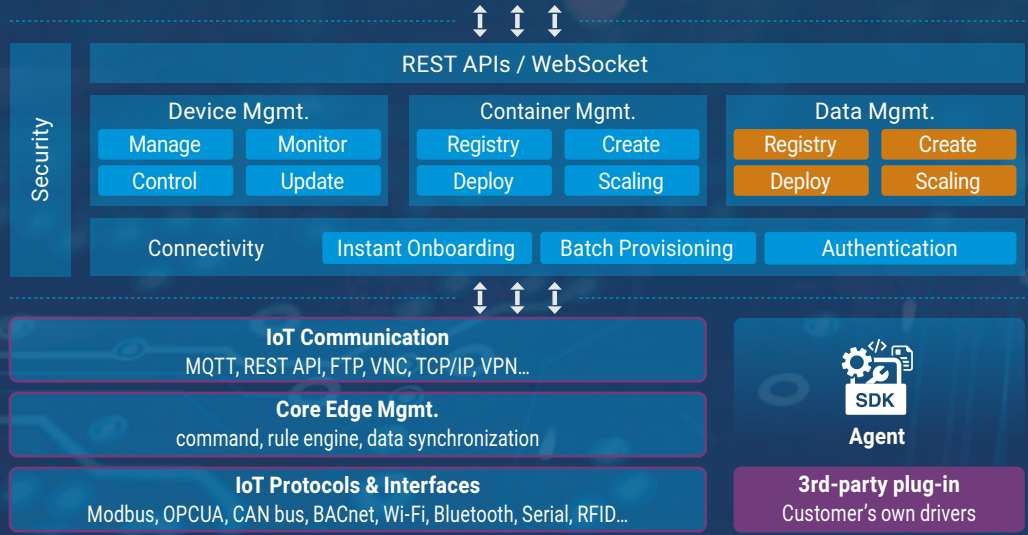 Security
REST APIs / WebSocket
Device Mgmt.
Manage
Monitor
Control
Update
Container Mgmt.
Registry
Create
Deploy
Scaling
Data Mgmt.
Registry
Create
Deploy
Scaling
Connectivity
Instant Onboarding
Batch Provisioning
Authentication
IoT Communication
MQTT, REST API, FTP, VNC, TCP/IP, VPN...
Core Edge Mgmt.
command, rule engine, data synchronization
IoT Protocols & Interfaces
Modbus, OPCUA, CAN bus, BACnet, Wi-Fi, Bluetooth, Serial, RFID...
</>
SDK
Agent
3rd-party plug-in
Customer's own drivers